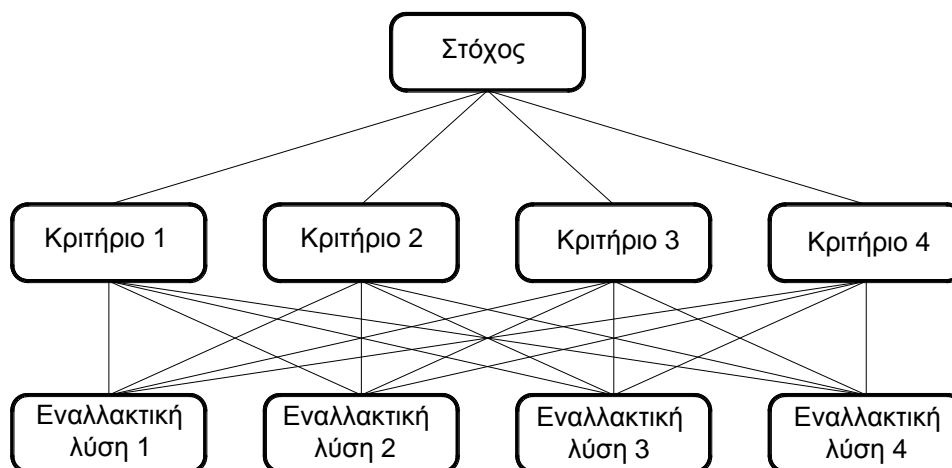 Στόχος
Κριτήριο 1
Κριτήριο 2
Κριτήριο 3
Κριτήριο 4
Εναλλακτική
λύση 1
Εναλλακτική
λύση 2
Εναλλακτική
λύση 3
Εναλλακτική
λύση 4